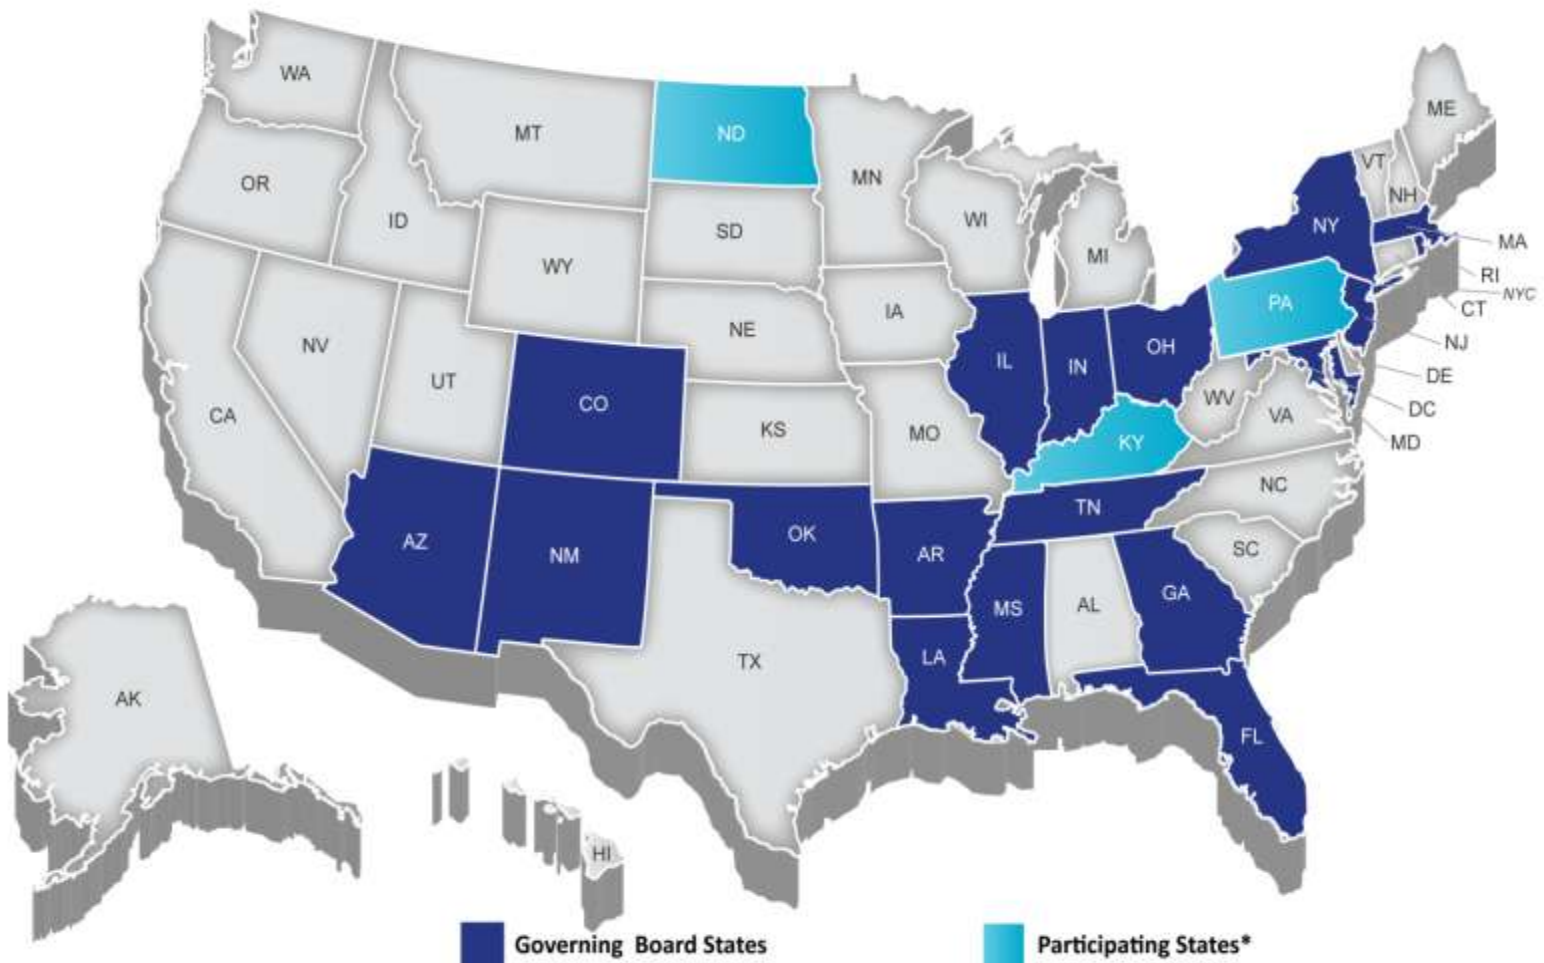 WA
MT
ND
MN
ME
VT
NH
OR
ID
SD
WI
MI
NY
MA
RI
NYC
CT
WY
IA
PA
NE
NJ
NV
IL
IN
OH
DE
UT
CO
WV
DC
CA
KS
MO
KY
VA
MD
NC
TN
AZ
NM
OK
AR
SC
MS
AL
GA
TX
LA
AK
FL
HI
Governing Board States
Participating States*